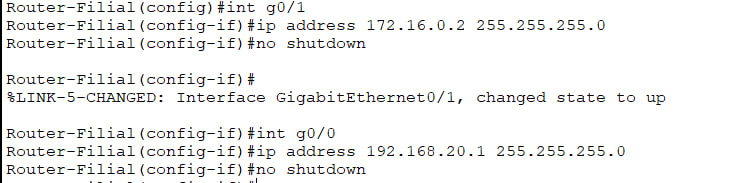 Router-Filial(config)#int g0/1
Router-Filial(config-if)#ip address 172.16.0.2 255.255.255.0
Router-Filial(config-if)#no shutdown
Router-Filial(config-if)#
%LINK-5-CHANGED: Interface GigabitEthernet0/1, changed state to up
Router-Filial(config-if)#int g0/0
Router-Filial(config-if)#ip address 192.168.20.1 255.255.255.0
Router-Filial(config-if)#no shutdown